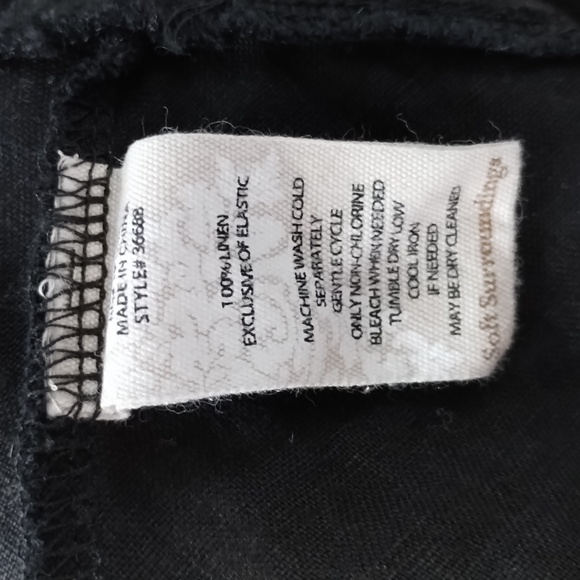 MADE IN CHINA
STYLE# 36688
100% LINEN
EXCLUSIVE OF ELASTIC
MACHINE WASH COLD
SEPARATELY
GENTLE CYCLE
ONLY NON-CHLORINE
BLEACH WHEN NEEDED
TUMBLE DRY LOW
COOL IRON
IF NEEDED
MAY BE DRY CLEANED
Soft Surroundings